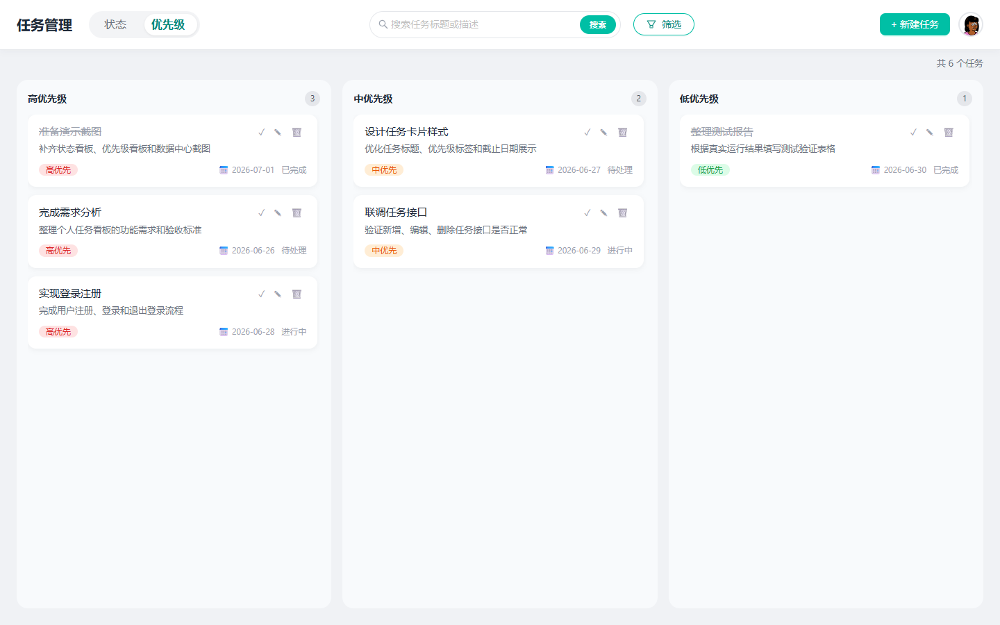 任务管理
状态
优先级
搜索任务标题或描述
搜索
筛选
+ 新建任务
共 6 个任务
高优先级
3
准备演示截图
补齐状态看板、优先级看板和数据中心截图
高优先
2026-07-01 已完成
完成需求分析
整理个人任务看板的功能需求和验收标准
高优先
2026-06-26 待处理
实现登录注册
完成用户注册、登录和退出登录流程
高优先
2026-06-28 进行中
中优先级
2
设计任务卡片样式
优化任务标题、优先级标签和截止日期展示
中优先
2026-06-27 待处理
联调任务接口
验证新增、编辑、删除任务接口是否正常
中优先
2026-06-29 进行中
低优先级
1
整理测试报告
根据真实运行结果填写测试验证表格
低优先
2026-06-30 已完成